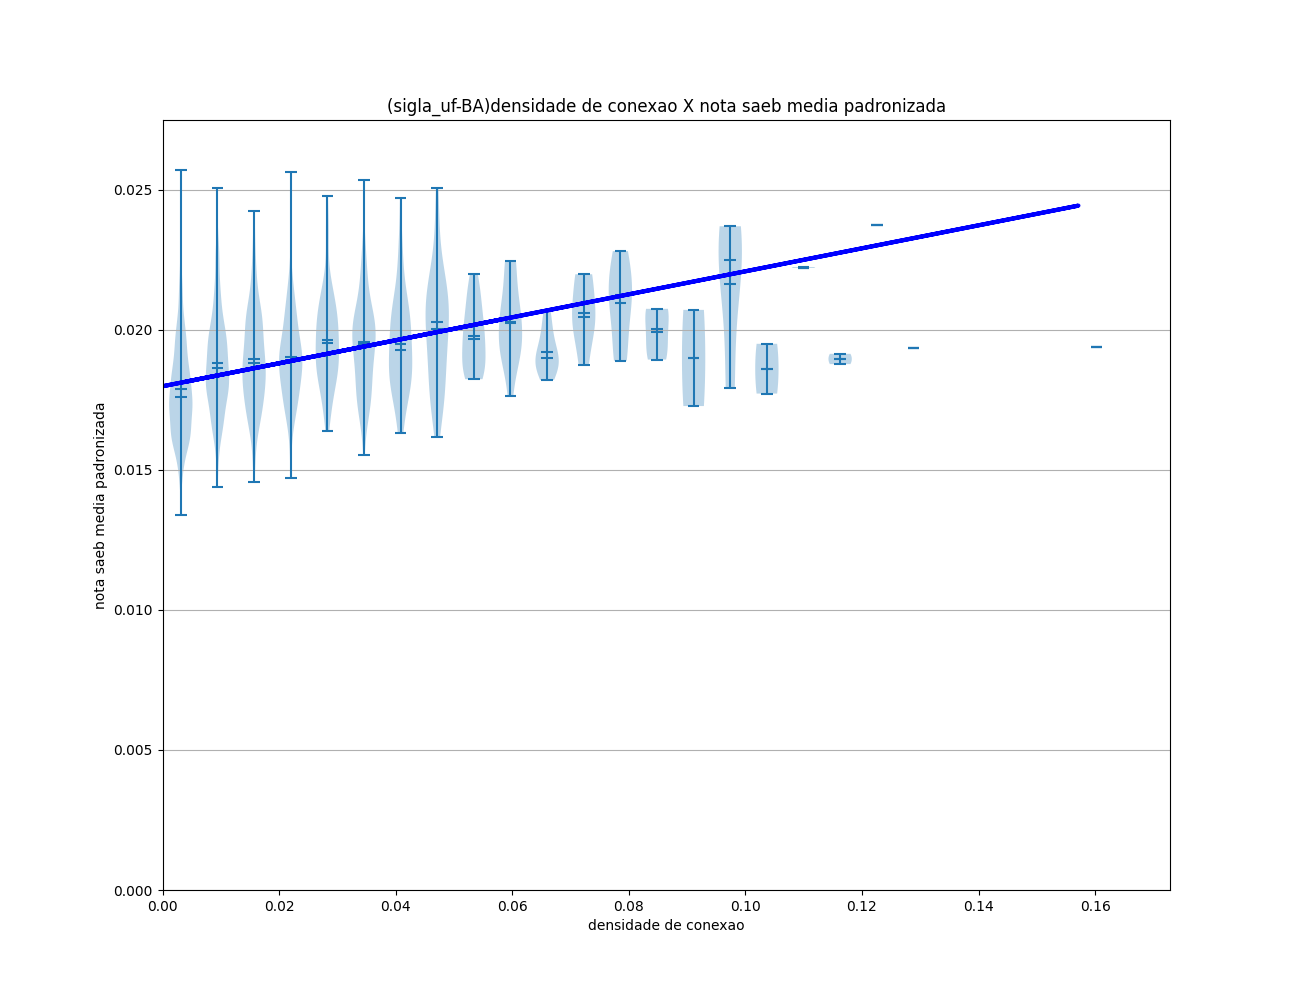 (sigla_uf-BA)densidade de conexao X nota saeb media padronizada
nota saeb media padronizada
0.025
0.020
0.015
0.010
0.005
0.000
0.00 0.02 0.04 0.06 0.08 0.10 0.12 0.14 0.16
densidade de conexao